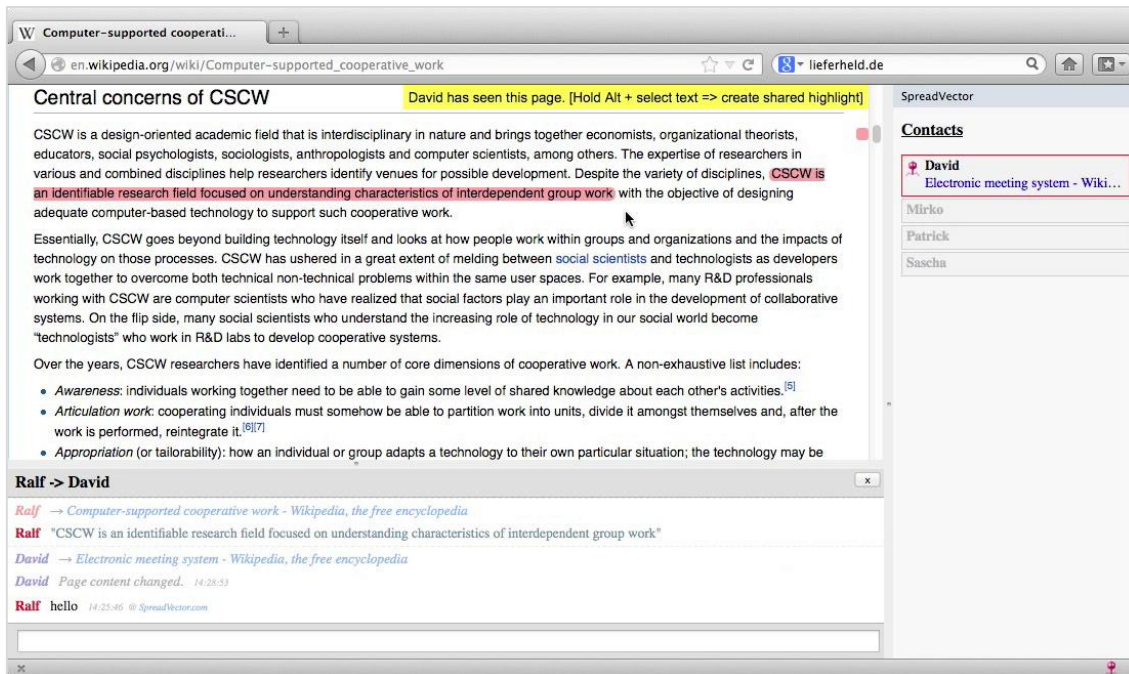 W Computer-supported cooperati...
en.wikipedia.org/wiki/Computer-supported_cooperative_work
8 lieferheld.de
Central concerns of CSCW
David has seen this page. [Hold Alt + select text => create shared highlight]
CSCW is a design-oriented academic field that is interdisciplinary in nature and brings together economists, organizational theorists,
educators, social psychologists, sociologists, anthropologists and computer scientists, among others. The expertise of researchers in
various and combined disciplines help researchers identify venues for possible development. Despite the variety of disciplines, CSCW is
an identifiable research field focused on understanding characteristics of interdependent group work with the objective of designing
adequate computer-based technology to support such cooperative work.
Essentially, CSCW goes beyond building technology itself and looks at how people work within groups and organizations and the impacts of
technology on those processes. CSCW has ushered in a great extent of melding between social scientists and technologists as developers
work together to overcome both technical non-technical problems within the same user spaces. For example, many R&D professionals
working with CSCW are computer scientists who have realized that social factors play an important role in the development of collaborative
systems. On the flip side, many social scientists who understand the increasing role of technology in our social world become
"technologists" who work in R&D labs to develop cooperative systems.
Over the years, CSCW researchers have identified a number of core dimensions of cooperative work. A non-exhaustive list includes:
• Awareness: individuals working together need to be able to gain some level of shared knowledge about each other's activities.[5]
• Articulation work: cooperating individuals must somehow be able to partition work into units, divide it amongst themselves and, after the
work is performed, reintegrate it.[6][7]
• Appropriation (or tailorability): how an individual or group adapts a technology to their own particular situation; the technology may be
SpreadVector
Contacts
David
Electronic meeting system - Wiki...
Mirko
Patrick
Sascha
Ralf -> David
x
Ralf → Computer-supported cooperative work - Wikipedia, the free encyclopedia
Ralf "CSCW is an identifiable research field focused on understanding characteristics of interdependent group work"
David → Electronic meeting system - Wikipedia, the free encyclopedia
David Page content changed. 14:28:53
Ralf hello 14:25:46 @ SpreadVector.com